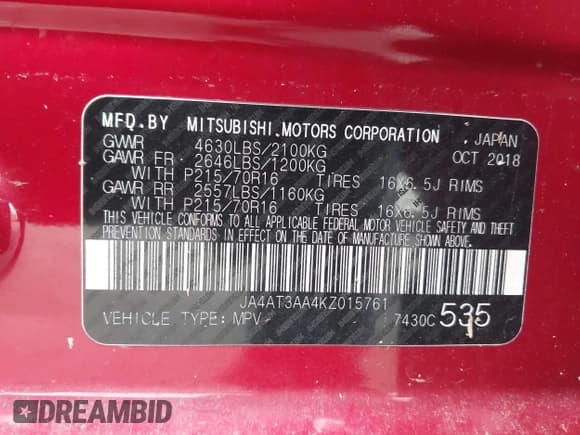 MFD.BY MITSUBISHI MOTORS CORPORATION JAPAN
GVWR 4630LBS/2100KG OCT 2018
GAWR FR 2646LBS/1200KG
WITH P215/70R16 TIRES 16X6.5J RIMS
GAWR RR 2557LBS/1160KG
WITH P215/70R16 TIRES 16X6.5J RIMS
THIS VEHICLE CONFORMS TO ALL APPLICABLE FEDERAL MOTOR VEHICLE SAFETY AND THEFT
PREVENTION STANDARDS IN EFFECT ON THE DATE OF MANUFACTURE SHOWN ABOVE.
JA4AT3AA4KZ015761
VEHICLE TYPE: MPV 7430C 535
DREAMBID